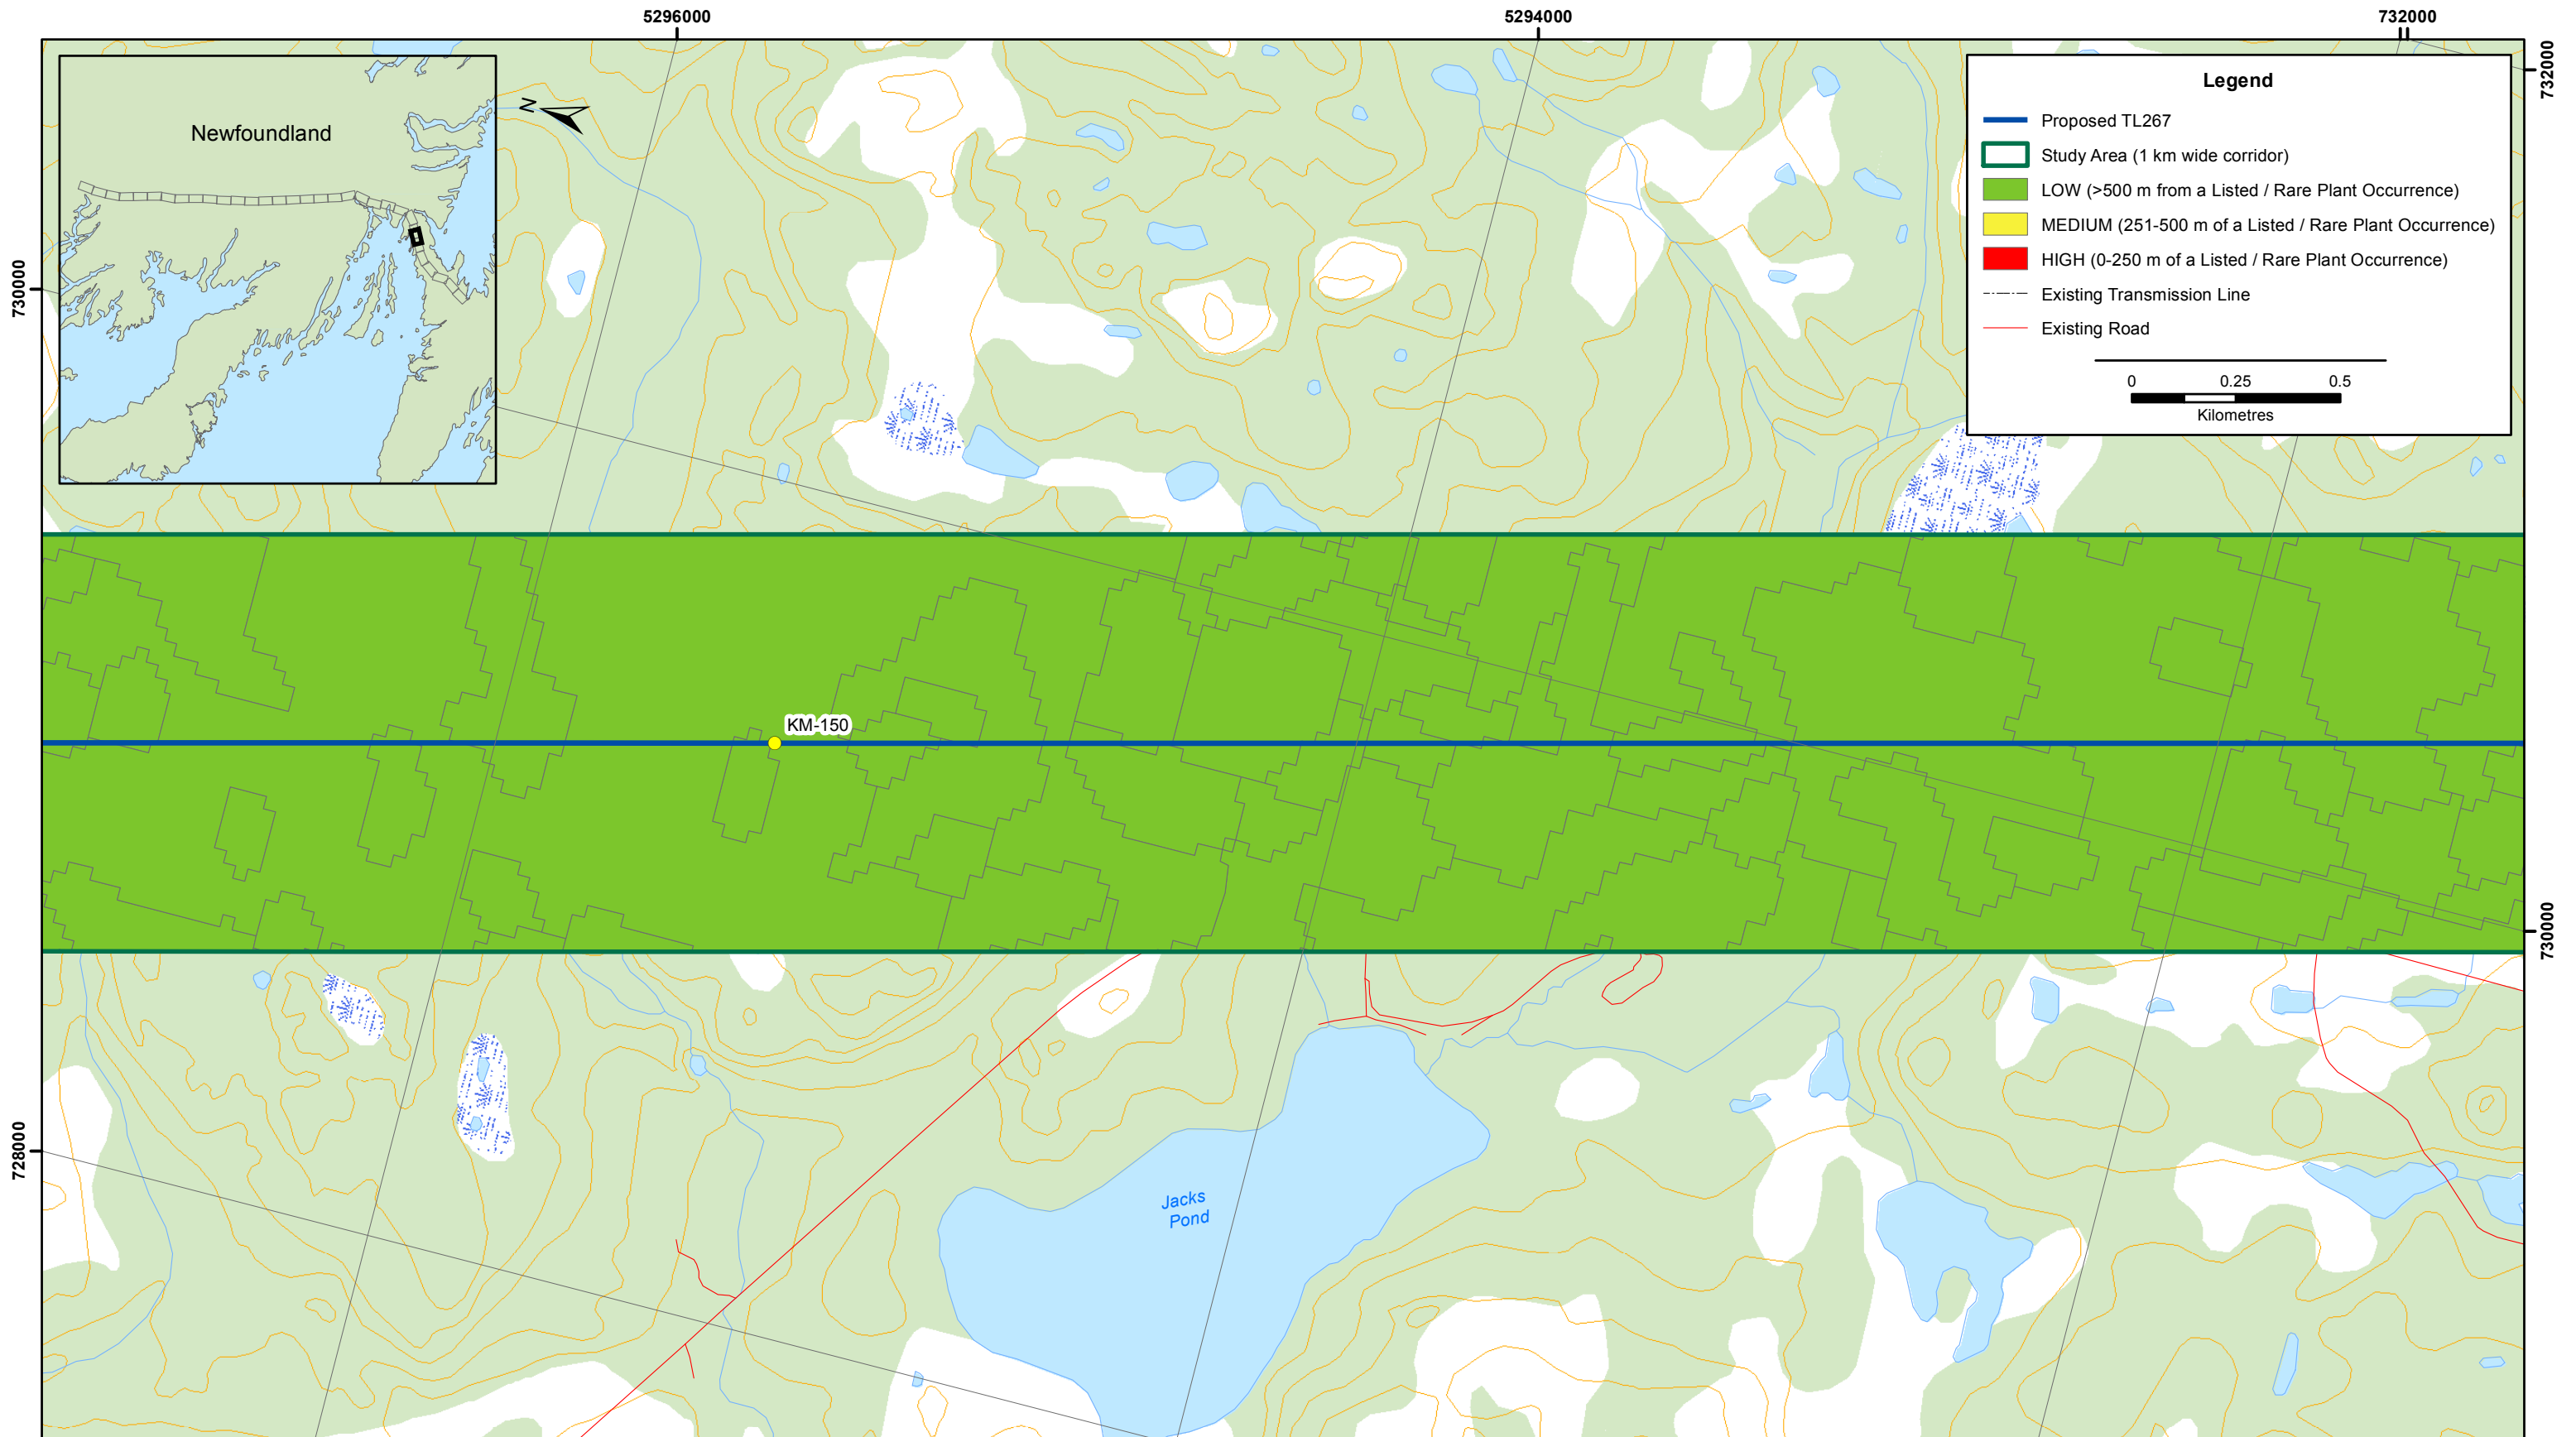 5296000
5294000
732000
732000
Newfoundland
N
Legend
Proposed TL267
Study Area (1 km wide corridor)
LOW (>500 m from a Listed / Rare Plant Occurrence)
MEDIUM (251-500 m of a Listed / Rare Plant Occurrence)
HIGH (0-250 m of a Listed / Rare Plant Occurrence)
Existing Transmission Line
Existing Road
0 0.25 0.5
Kilometres
730000
KM-150
730000
728000
Jacks
Pond